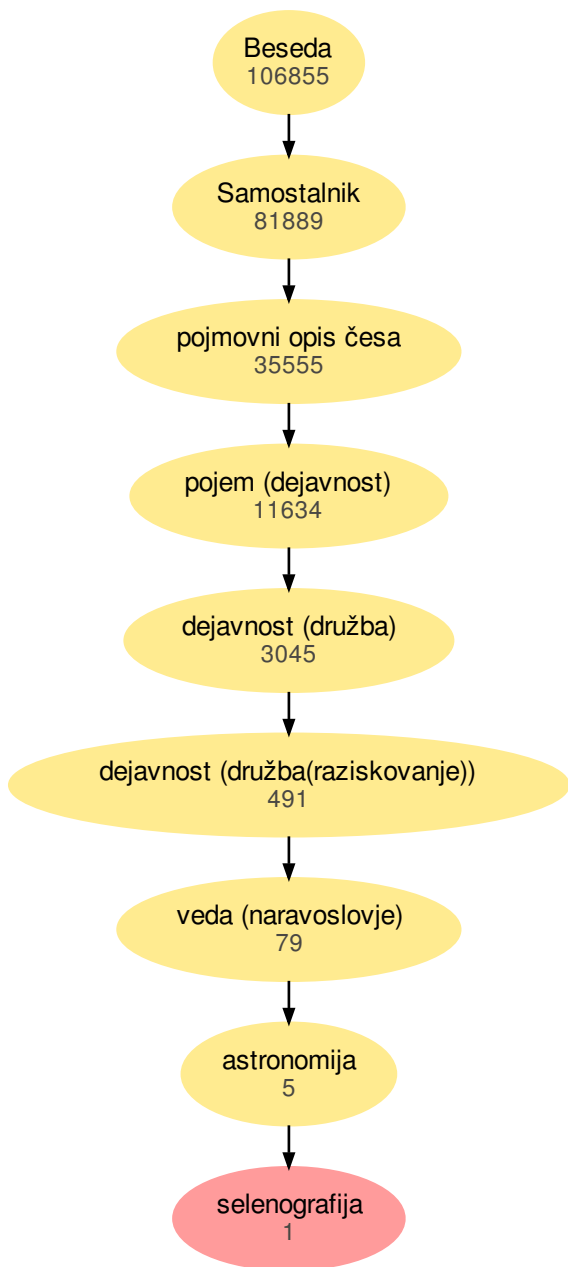 Beseda
106855
Samostalnik
81889
pojmovni opis česa
35555
pojem (dejavnost)
11634
dejavnost (družba)
3045
dejavnost (družba(raziskovanje))
491
veda (naravoslovje)
79
astronomija
5
selenografija
1